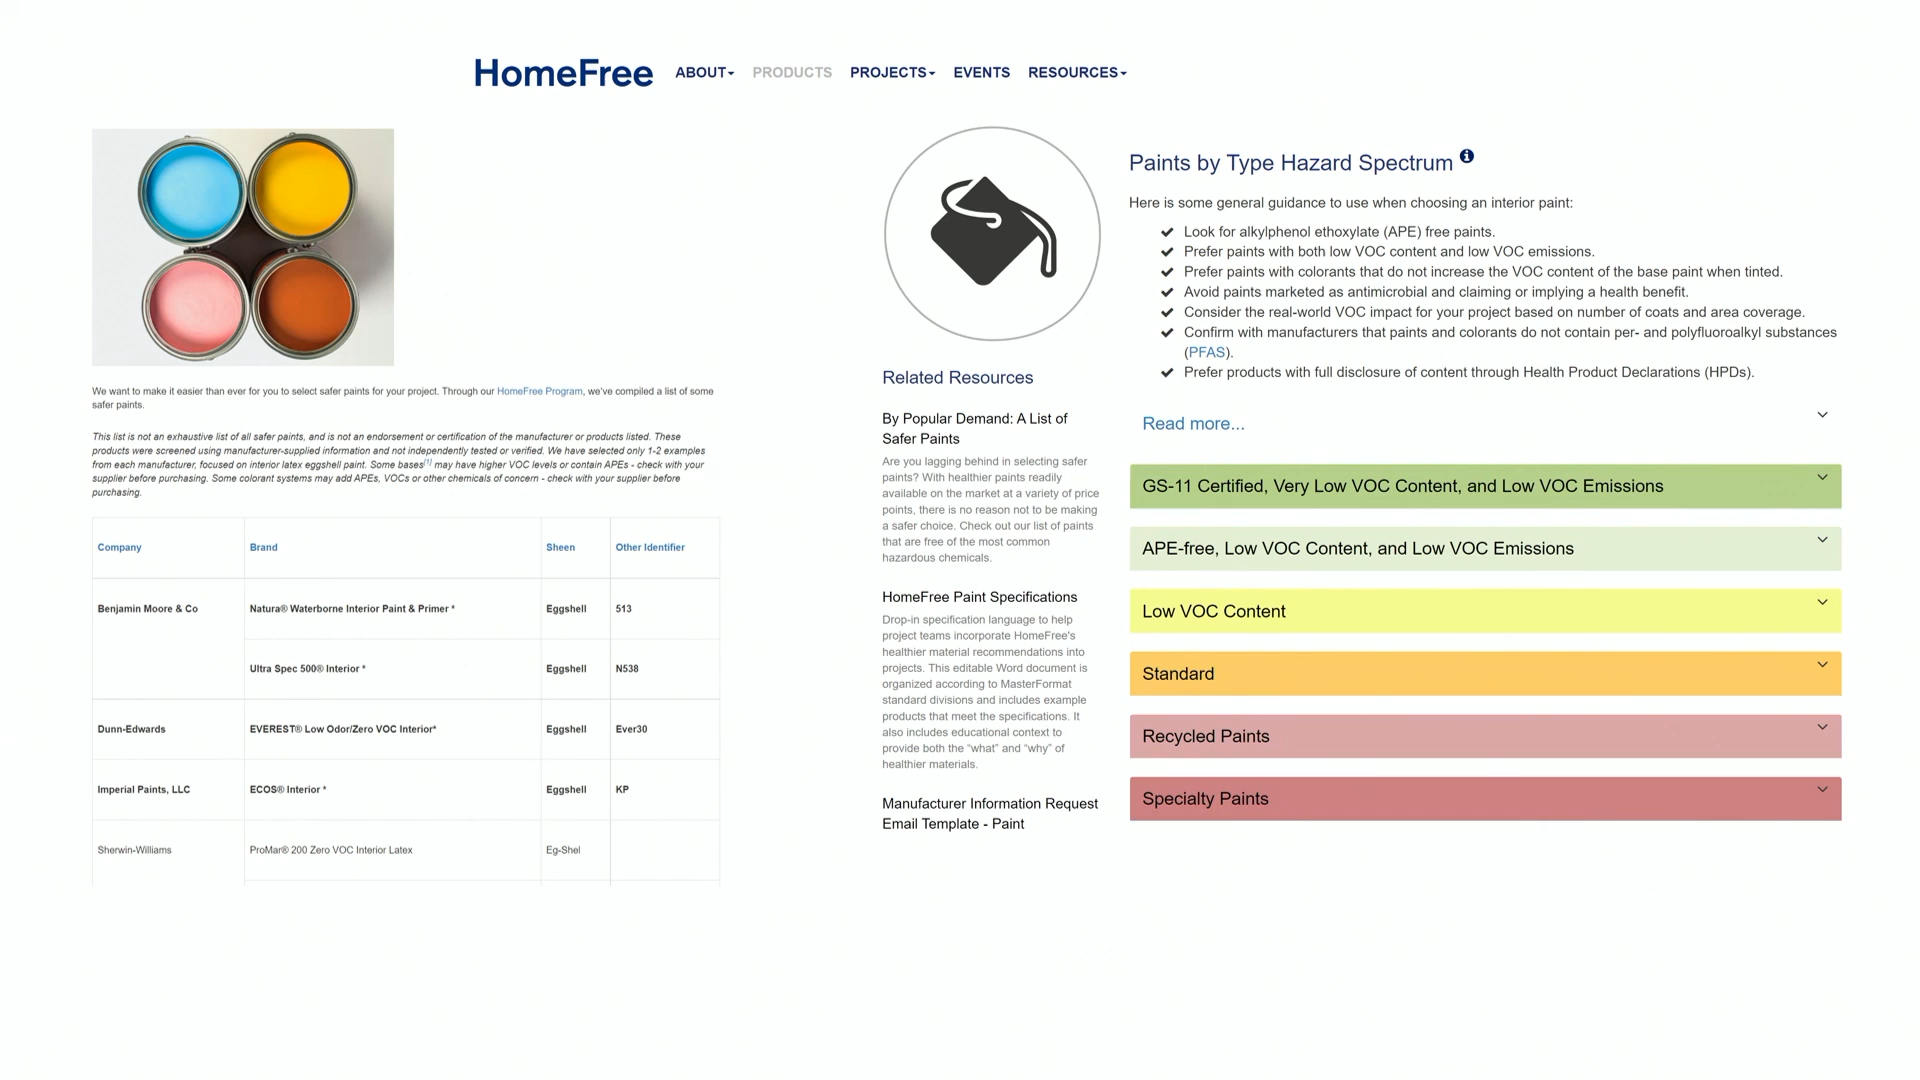 HomeFree ABOUT PRODUCTS PROJECTS EVENTS RESOURCES
We want to make it easier than ever for you to select safer paints for your project. Through our HomeFree Program, we've compiled a list of some
safer paints.
This list is not an exhaustive list of all safer paints, and is not an endorsement or certification of the manufacturer or products listed. These
products were screened using manufacturer-supplied information and not independently tested or verified. We have selected only 1-2 examples
from each manufacturer, focused on interior latex eggshell paint. Some bases[1] may have higher VOC levels or contain APEs - check with your
supplier before purchasing. Some colorant systems may add APEs, VOCs or other chemicals of concern - check with your supplier before
purchasing.
Company Brand Sheen Other Identifier
Benjamin Moore & Co Natura® Waterborne Interior Paint & Primer * Eggshell 513
Ultra Spec 500® Interior * Eggshell N538
Dunn-Edwards EVEREST® Low Odor/Zero VOC Interior* Eggshell Ever30
Imperial Paints, LLC ECOS® Interior * Eggshell KP
Sherwin-Williams ProMar® 200 Zero VOC Interior Latex Eg-Shel
Related Resources
By Popular Demand: A List of
Safer Paints
Are you lagging behind in selecting safer
paints? With healthier paints readily
available on the market at a variety of price
points, there is no reason not to be making
a safer choice. Check out our list of paints
that are free of the most common
hazardous chemicals.
HomeFree Paint Specifications
Drop-in specification language to help
project teams incorporate HomeFree's
healthier material recommendations into
projects. This editable Word document is
organized according to MasterFormat
standard divisions and includes example
products that meet the specifications. It
also includes educational context to
provide both the “what” and “why” of
healthier materials.
Manufacturer Information Request
Email Template - Paint
Paints by Type Hazard Spectrum
Here is some general guidance to use when choosing an interior paint:
Look for alkylphenol ethoxylate (APE) free paints.
Prefer paints with both low VOC content and low VOC emissions.
Prefer paints with colorants that do not increase the VOC content of the base paint when tinted.
Avoid paints marketed as antimicrobial and claiming or implying a health benefit.
Consider the real-world VOC impact for your project based on number of coats and area coverage.
Confirm with manufacturers that paints and colorants do not contain per- and polyfluoroalkyl substances
(PFAS).
Prefer products with full disclosure of content through Health Product Declarations (HPDs).
Read more...
GS-11 Certified, Very Low VOC Content, and Low VOC Emissions
APE-free, Low VOC Content, and Low VOC Emissions
Low VOC Content
Standard
Recycled Paints
Specialty Paints